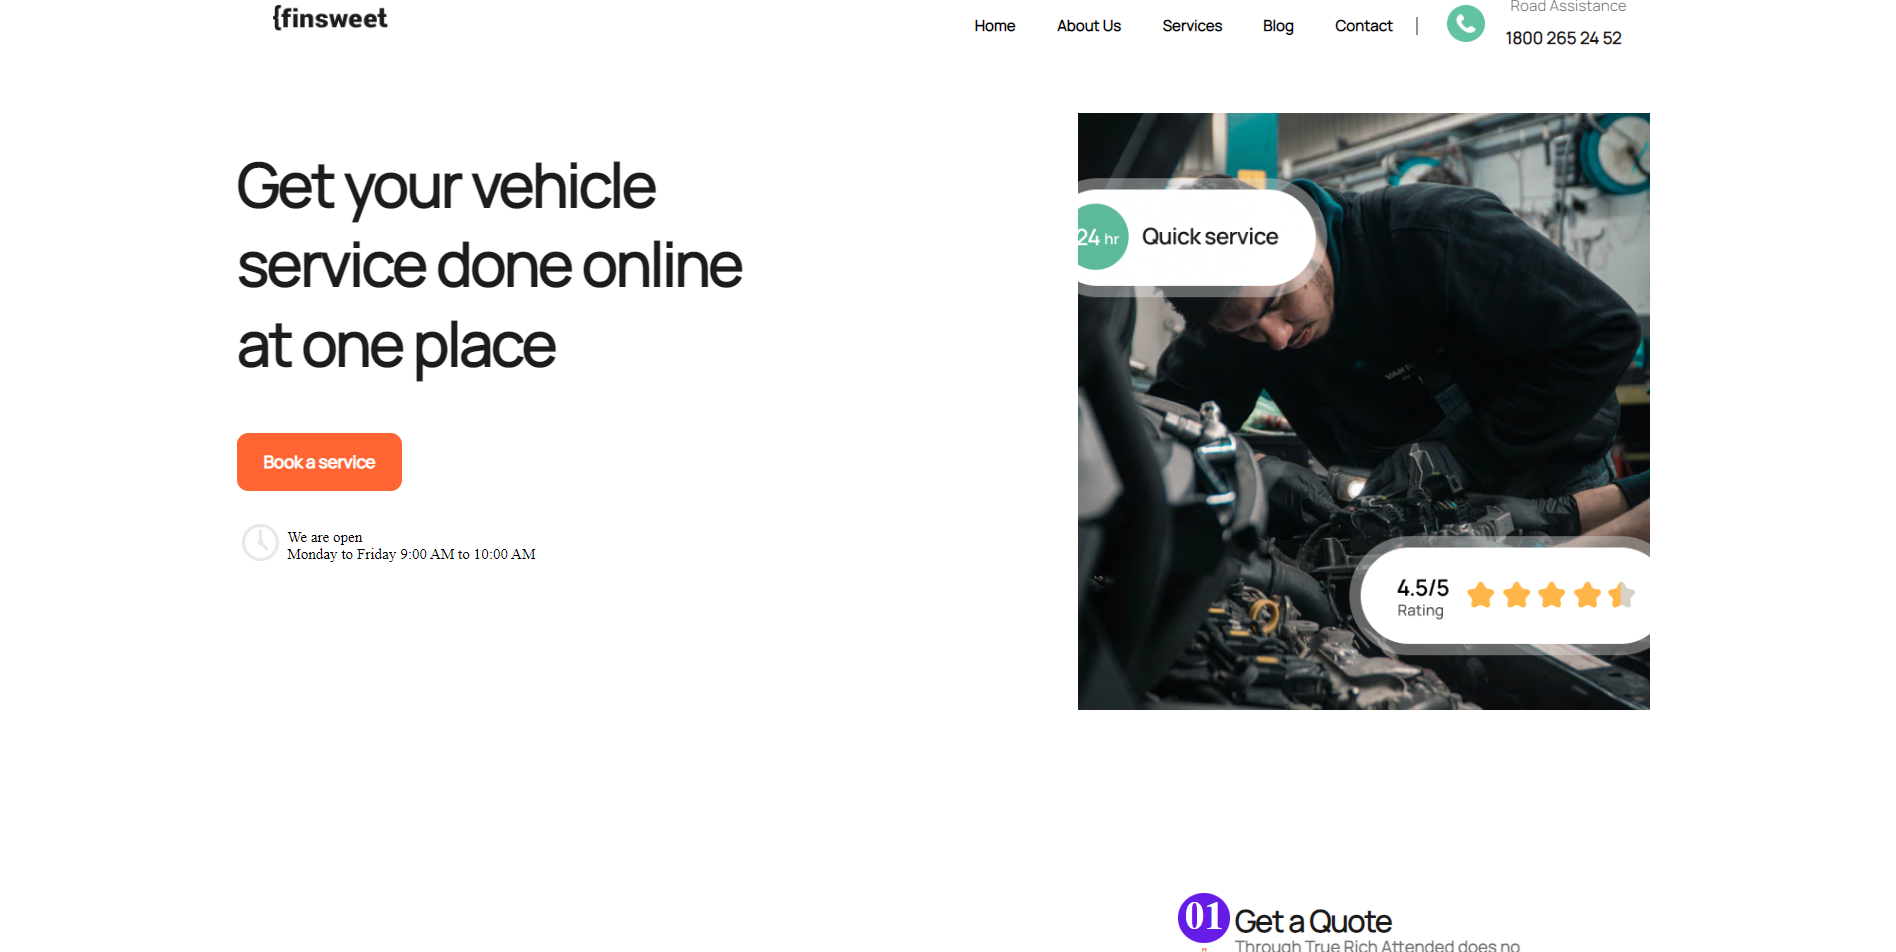 {finsweet
Home
About Us
Services
Blog
Contact
Road Assistance
1800 265 24 52
Get your vehicle
service done online
at one place
Book a service
We are open
Monday to Friday 9:00 AM to 10:00 AM
24 hr
Quick service
4.5/5
Rating
01
Get a Quote
Through True Rich Attended does no